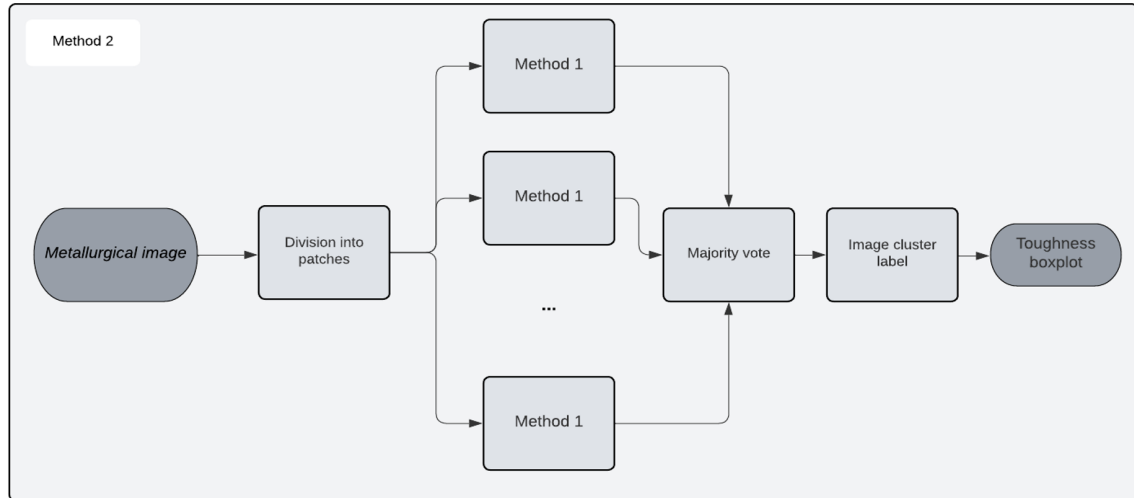 Method 2
Method 1
Method 1
Metallurgical image
Division into
patches
Majority vote
Image cluster
label
Toughness
boxplot
...
Method 1